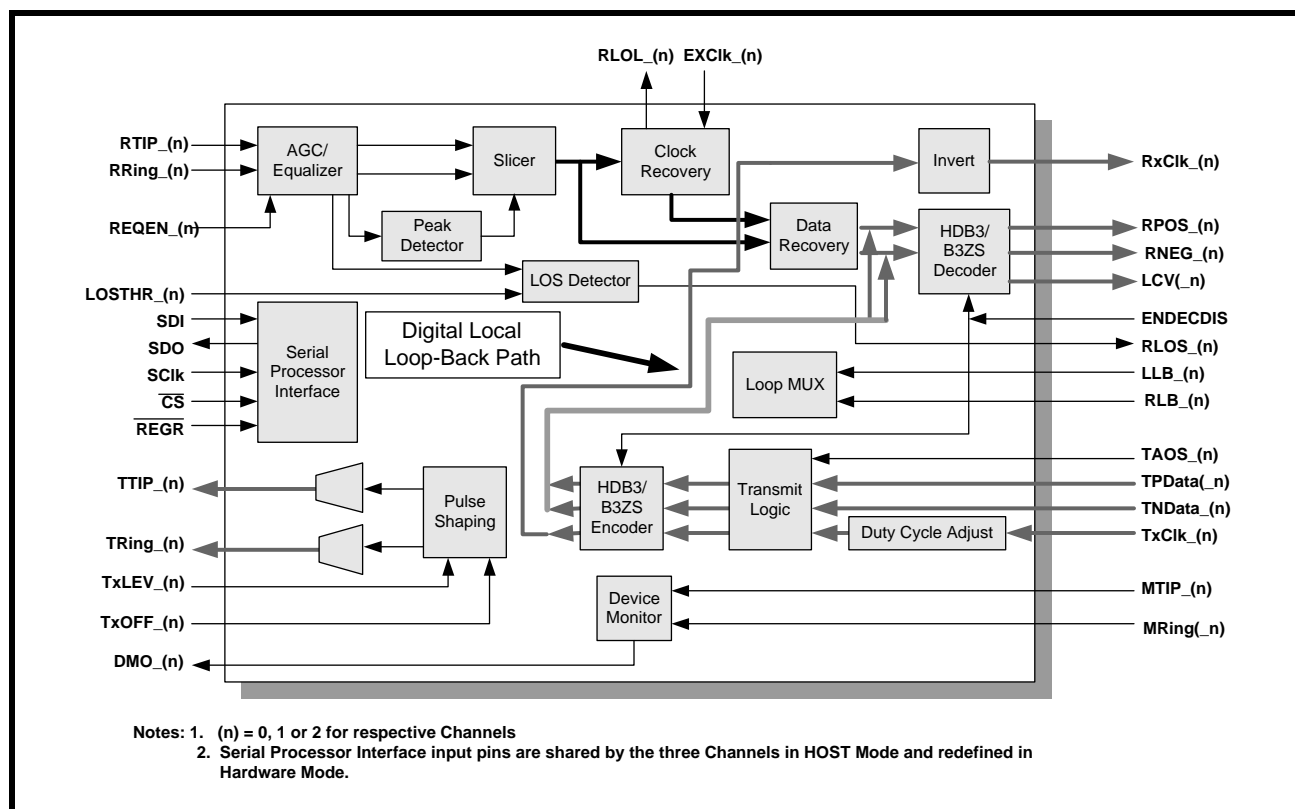 RLOL_(n)
EXClk_(n)
RTIP_(n)
RRing_(n)
REQEN_(n)
LOSTHR_(n)
SDI
SDO
SClk
CS
REGR
TTIP_(n)
TRing_(n)
TxLEV_(n)
TxOFF_(n)
DMO_(n)
AGC/
Equalizer
Slicer
Clock
Recovery
Invert
Peak
Detector
Data
Recovery
HDB3/
B3ZS
Decoder
LOS Detector
Serial
Processor
Interface
Digital Local
Loop-Back Path
Loop MUX
Pulse
Shaping
HDB3/
B3ZS
Encoder
Transmit
Logic
Duty Cycle Adjust
Device
Monitor
RxClk_(n)
RPOS_(n)
RNEG_(n)
LCV(_n)
ENDECDIS
RLOS_(n)
LLB_(n)
RLB_(n)
TAOS_(n)
TPData(_n)
TNData_(n)
TxClk_(n)
MTIP_(n)
MRing(_n)
Notes: 1. (n) = 0, 1 or 2 for respective Channels
2. Serial Processor Interface input pins are shared by the three Channels in HOST Mode and redefined in
Hardware Mode.